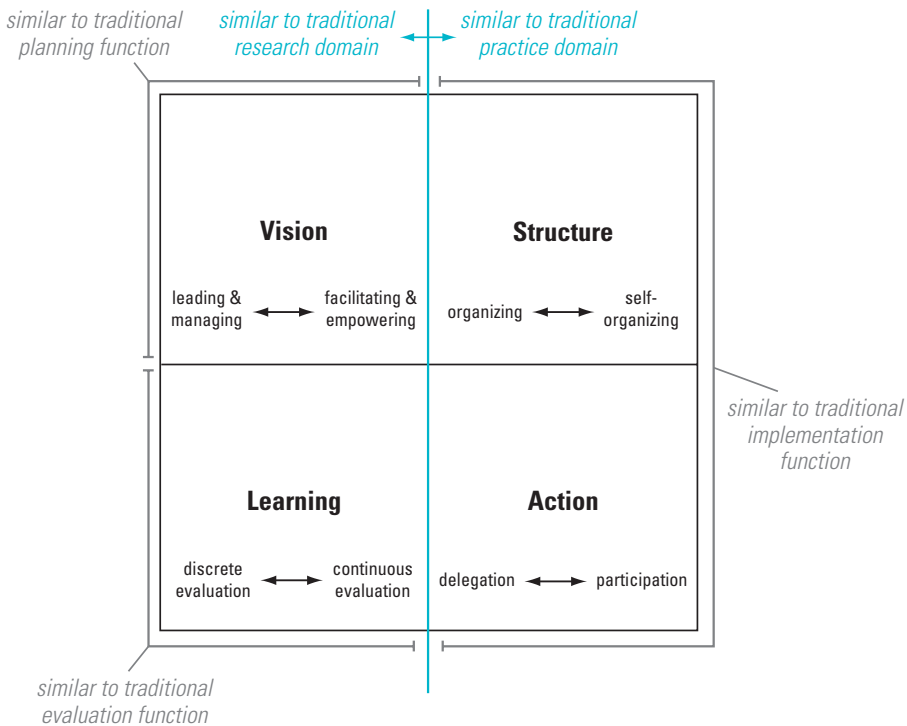 similar to traditional
planning function
similar to traditional
research domain
similar to traditional
practice domain
Vision
leading &
managing
facilitating &
empowering
Structure
organizing
self-
organizing
similar to traditional
implementation
function
Learning
discrete
evaluation
continuous
evaluation
Action
delegation
participation
similar to traditional
evaluation function